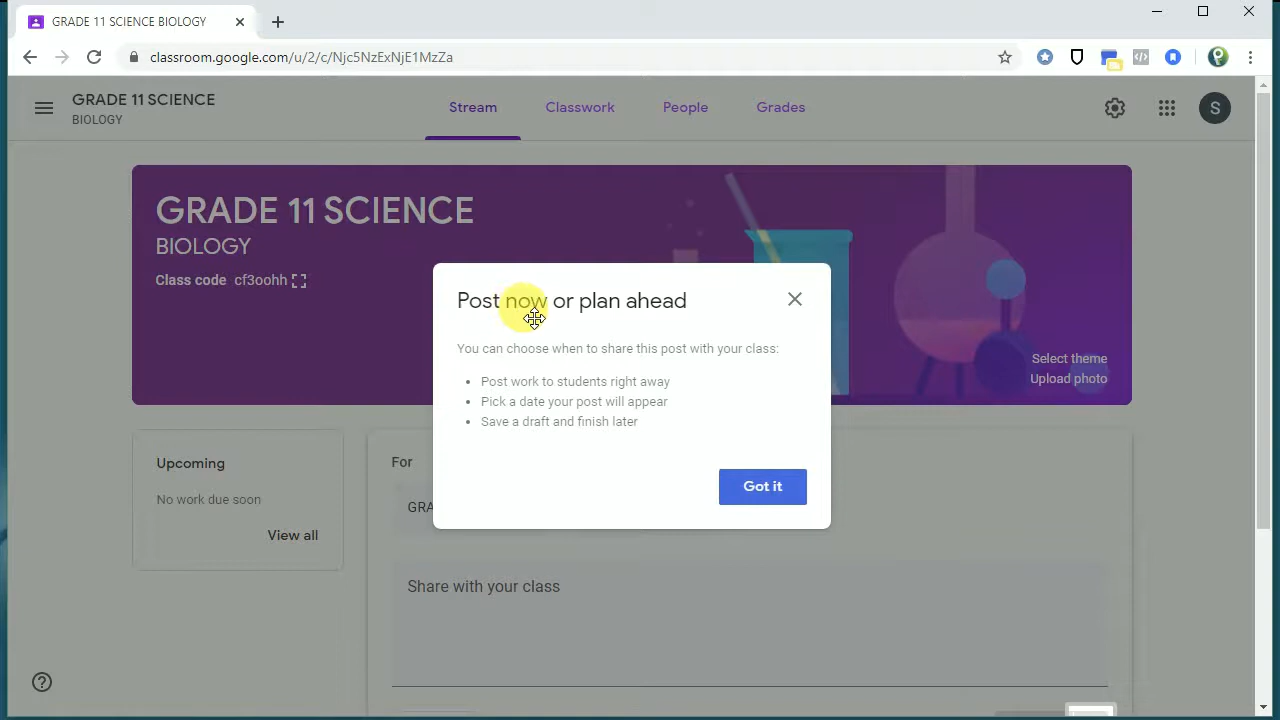 GRADE 11 SCIENCE BIOLOGY
classroom.google.com/u/2/c/Njc5NzExNjE1MzZa
GRADE 11 SCIENCE
BIOLOGY
Stream
Classwork
People
Grades
S
GRADE 11 SCIENCE
BIOLOGY
Class code cf3oohh
Select theme
Upload photo
Post now or plan ahead
You can choose when to share this post with your class:
• Post work to students right away
• Pick a date your post will appear
• Save a draft and finish later
Got it
Upcoming
No work due soon
View all
For
GRA
Share with your class